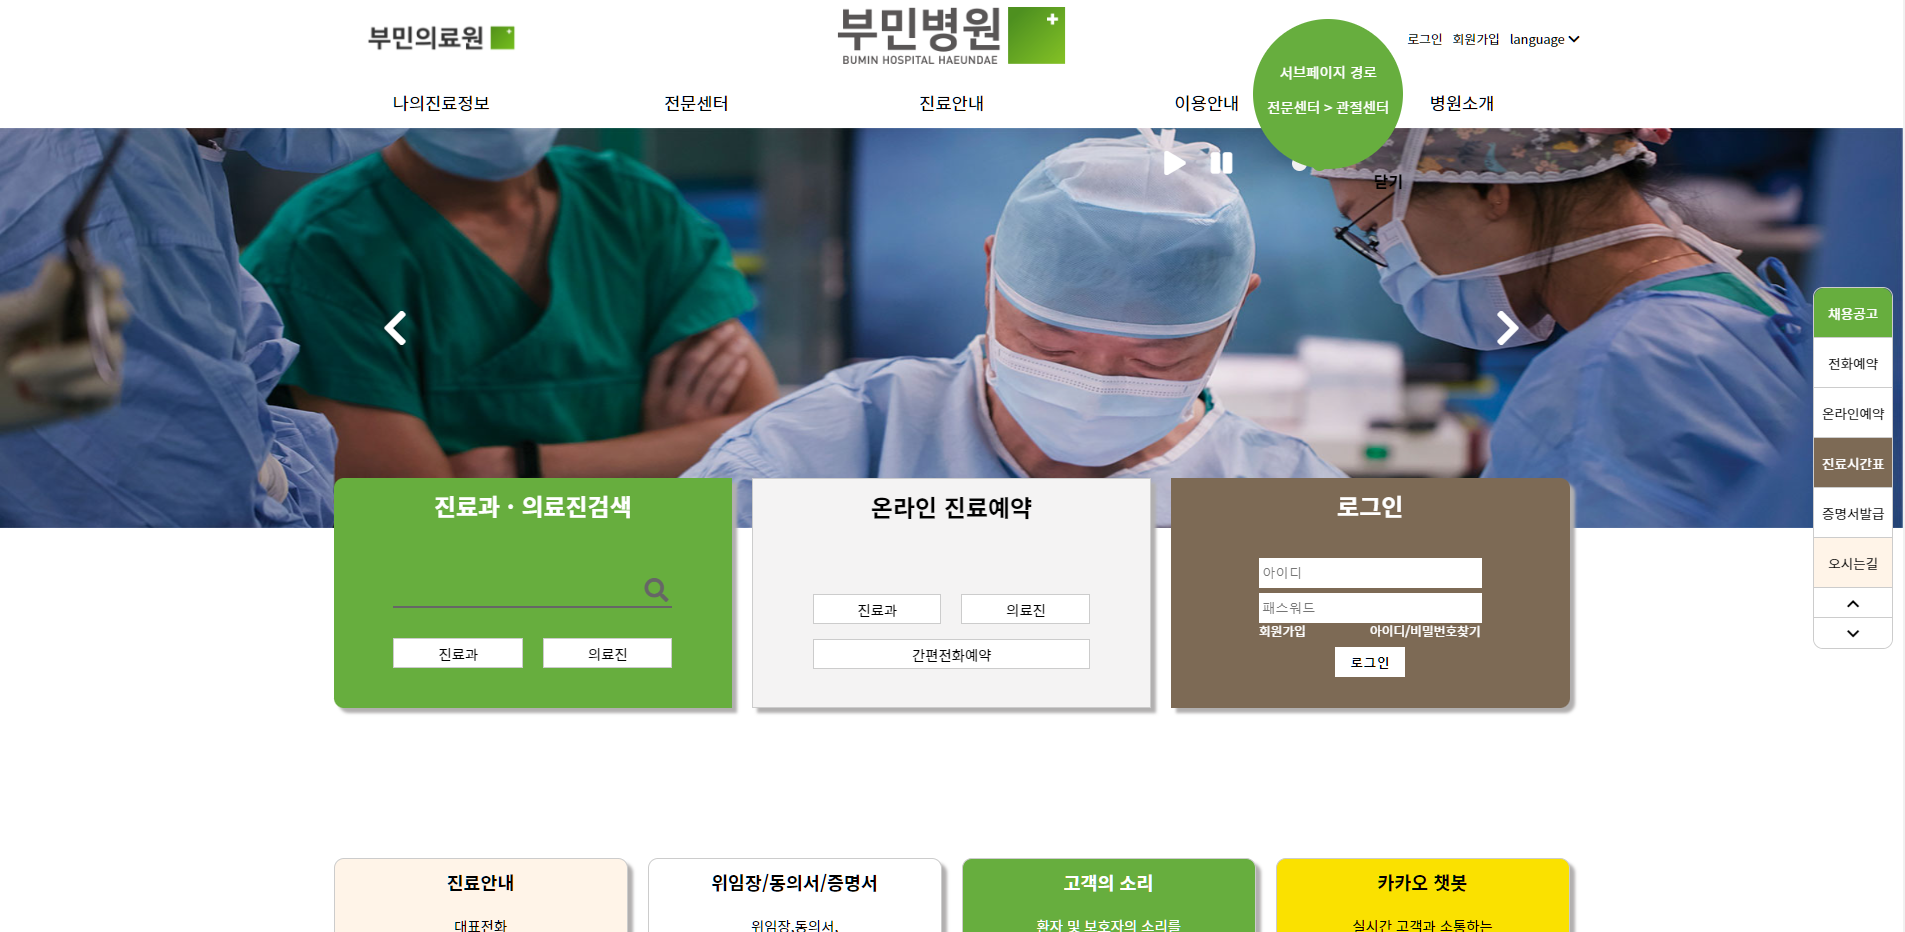 부민의료원
부민병원
BUMIN HOSPITAL HAEUNDAE
로그인 회원가입 language
서브페이지 경로
전문센터 > 관절센터
닫기
나의진료정보 전문센터 진료안내 이용안내 병원소개
채용공고
전화예약
온라인예약
진료시간표
증명서발급
오시는길
진료과 · 의료진검색
진료과 의료진
온라인 진료예약
진료과 의료진
간편전화예약
로그인
아이디
패스워드
회원가입 아이디/비밀번호찾기
로그인
진료안내
대표전화
위임장/동의서/증명서
위임장,동의서,
고객의 소리
환자 및 보호자의 소리를
카카오 챗봇
실시간 고객과 소통하는